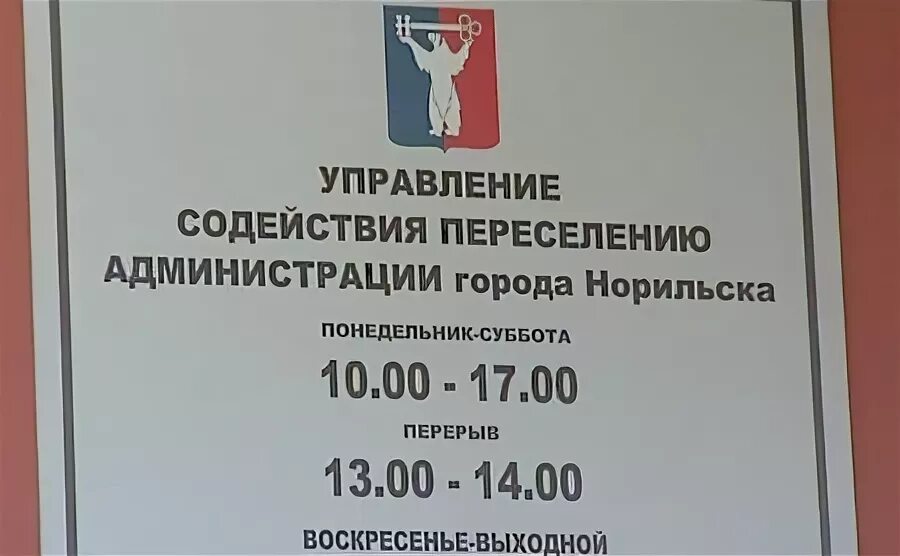 УПРАВЛЕНИЕ
СОДЕЙСТВИЯ ПЕРЕСЕЛЕНИЮ
АДМИНИСТРАЦИИ города Норильска
ПОНЕДЕЛЬНИК-СУББОТА
10.00 - 17.00
ПЕРЕРЫВ
13.00 - 14.00
ВОСКРЕСЕНЬЕ-ВЫХОДНОЙ